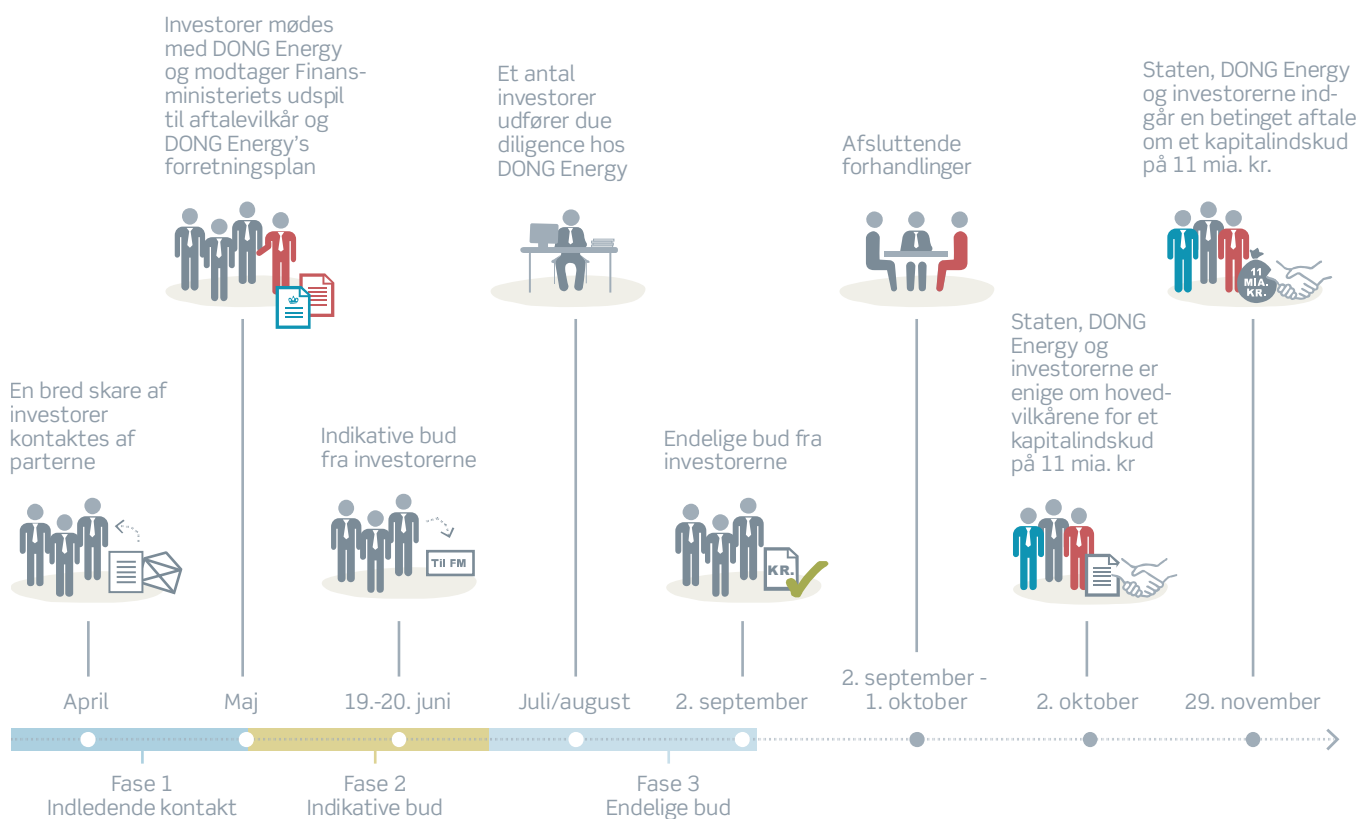 Investorer mødes
med DONG Energy
og modtager Finans-
ministeriets udspil
til aftalevilkår og
DONG Energy's
forretningsplan
Et antal
investorer
udfører due
diligence hos
DONG Energy
Afsluttende
forhandlinger
Staten, DONG Energy
og investorerne ind-
går en betinget aftale
om et kapitalindskud
på 11 mia. kr.
11
MIA.
KR.
En bred skare af
investorer
kontaktes af
parterne
Indikative bud
fra investorerne
Til FM
Endelige bud fra
investorerne
KR.
Staten, DONG
Energy og
investorerne er
enige om hoved-
vilkårene for et
kapitalindskud
på 11 mia. kr
April
Maj
19.-20. juni
Juli/august
2. september
2. september -
1. oktober
2. oktober
29. november
Fase 1
Indledende kontakt
Fase 2
Indikative bud
Fase 3
Endelige bud